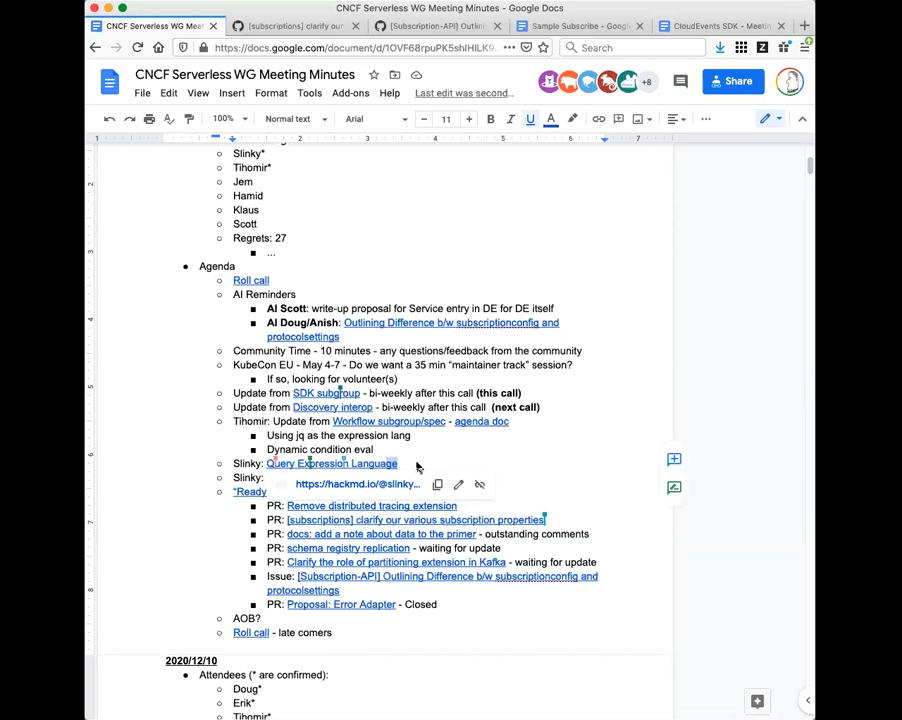 CNCF Serverless WG Meeting Minutes - Google Docs
CNCF Serverless WG Mee
[subscriptions] clarify our
[Subscription-API] Outlin
Sample Subscribe - Google
CloudEvents SDK - Meetin
https://docs.google.com/document/d/1OVF68rpuPK5shIHILK9
Search
CNCF Serverless WG Meeting Minutes
+8
Share
File Edit View Insert Format Tools Add-ons Help Last edit was second...
100% Normal text Arial 11 B I U A
1 1 2 3 4 5 6 7
Slinky*
Tihomir*
Jem
Hamid
Klaus
Scott
Regrets: 27
...
Agenda
Roll call
AI Reminders
AI Scott: write-up proposal for Service entry in DE for DE itself
AI Doug/Anish: Outlining Difference b/w subscriptionconfig and
protocolsettings
Community Time - 10 minutes - any questions/feedback from the community
KubeCon EU - May 4-7 - Do we want a 35 min “maintainer track” session?
If so, looking for volunteer(s)
Update from SDK subgroup - bi-weekly after this call (this call)
Update from Discovery interop - bi-weekly after this call (next call)
Tihomir: Update from Workflow subgroup/spec - agenda doc
Using jq as the expression lang
Dynamic condition eval
Slinky: Query Expression Language
Slinky:
https://hackmd.io/@slinky...
“Ready
PR: Remove distributed tracing extension
PR: [subscriptions] clarify our various subscription properties
PR: docs: add a note about data to the primer - outstanding comments
PR: schema registry replication - waiting for update
PR: Clarify the role of partitioning extension in Kafka - waiting for update
Issue: [Subscription-API] Outlining Difference b/w subscriptionconfig and
protocolsettings
PR: Proposal: Error Adapter - Closed
AOB?
Roll call - late comers
2020/12/10
Attendees (* are confirmed):
Doug*
Erik*
Tihomir*